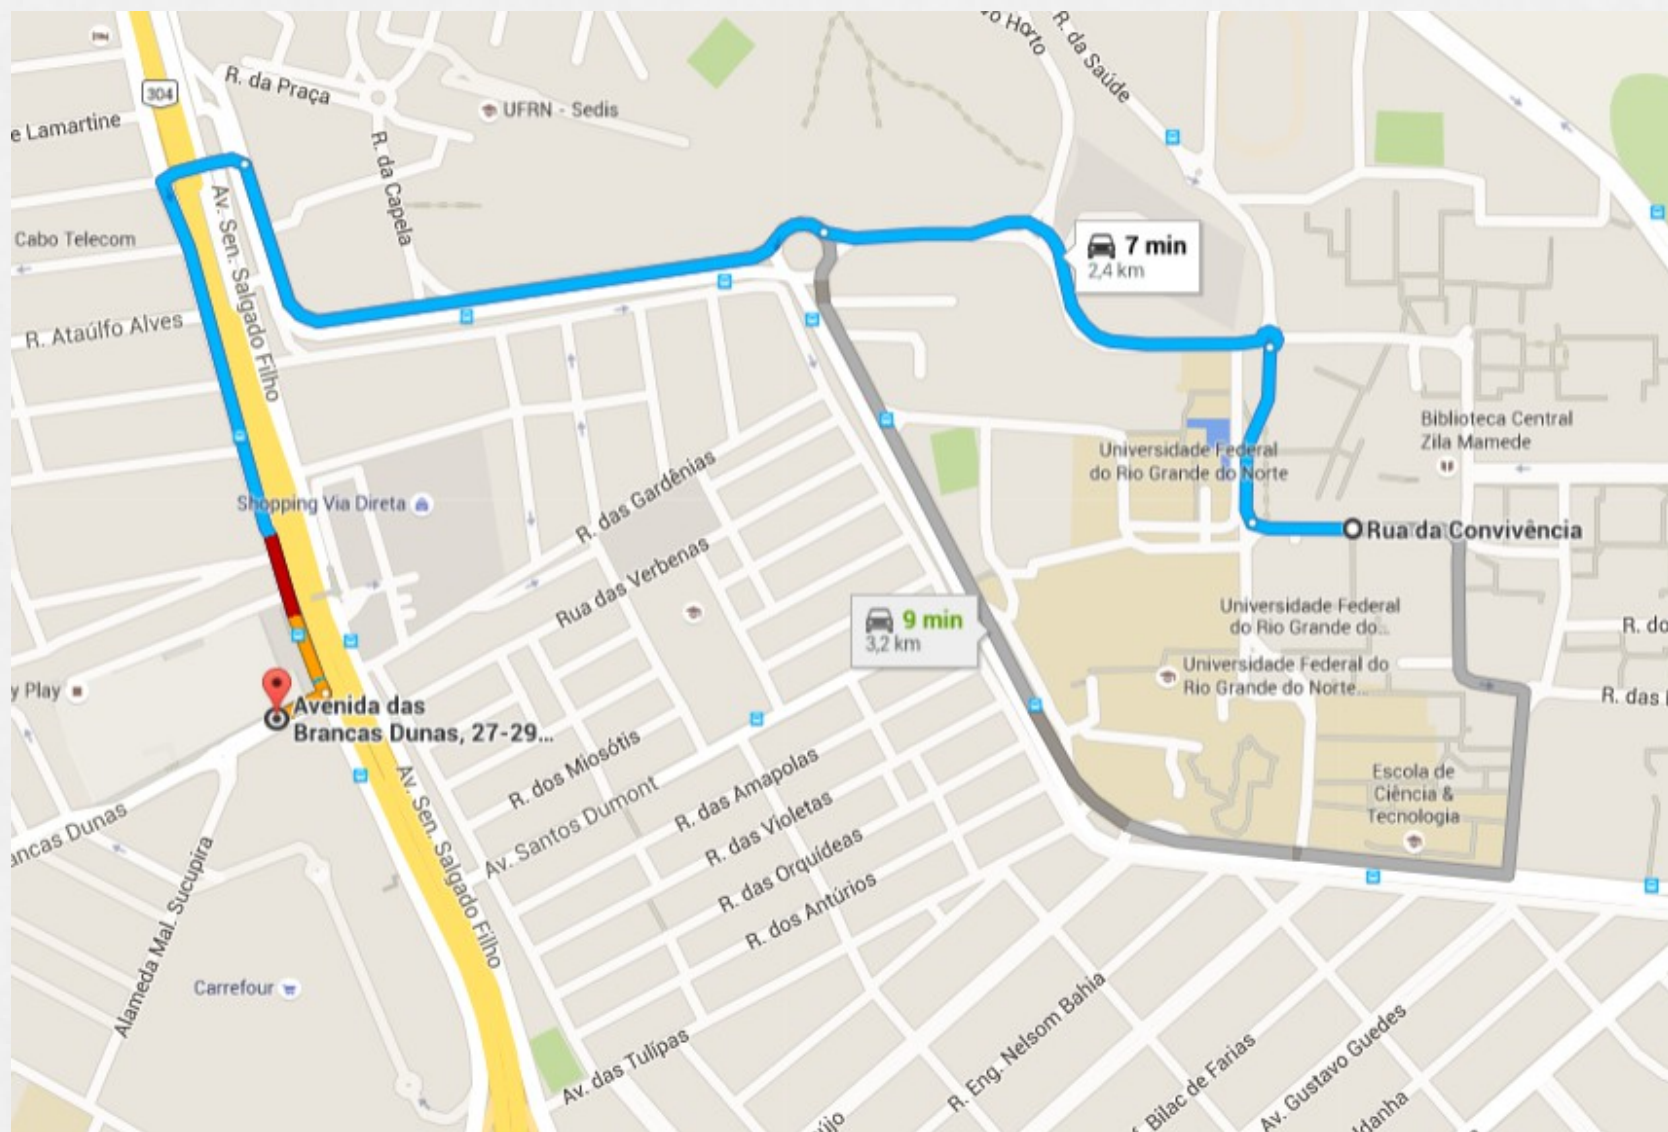 R. da Saúde
o Horto
R. da Praça
304
UFRN - Sedis
e Lamartine
R. da Capela
Av. Sen. Salgado Filho
Cabo Telecom
7 min
2,4 km
R. Ataúlfo Alves
Biblioteca Central
Zila Mamede
Universidade Federal
do Rio Grande do Norte
R. das Gardênias
Shopping Via Direta
Rua da Convivência
Rua das Verbenas
9 min
3,2 km
Universidade Federal
do Rio Grande do...
R. do
Universidade Federal do
Rio Grande do Norte...
R. das
y Play
Avenida das
Brancas Dunas, 27-29...
R. dos Miosótis
Av. Santos Dumont
R. das Amapolas
R. das Violetas
R. das Orquídeas
R. dos Antúrios
Escola de
Ciência &
Tecnologia
ancas Dunas
Av. Sen. Salgado Filho
Alameda Mal. Sucupira
Carrefour
Av. das Tulípas
R. Eng. Nelsom Bahia
. Bilac de Farias
Av. Gustavo Guedes
újo
ldanha